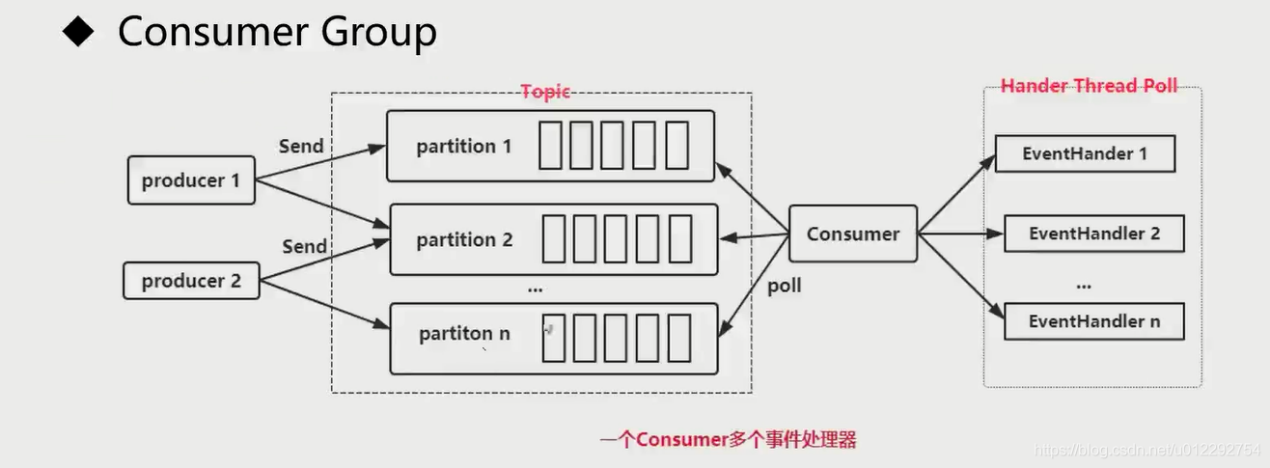 ◆ Consumer Group
Topic
Hander Thread Poll
Send
partition 1
EventHander 1
producer 1
partition 2
Consumer
EventHandler 2
Send
producer 2
...
poll
...
partiton n
EventHandler n
一个Consumer多个事件处理器
https://blog.csdn.net/u012292754